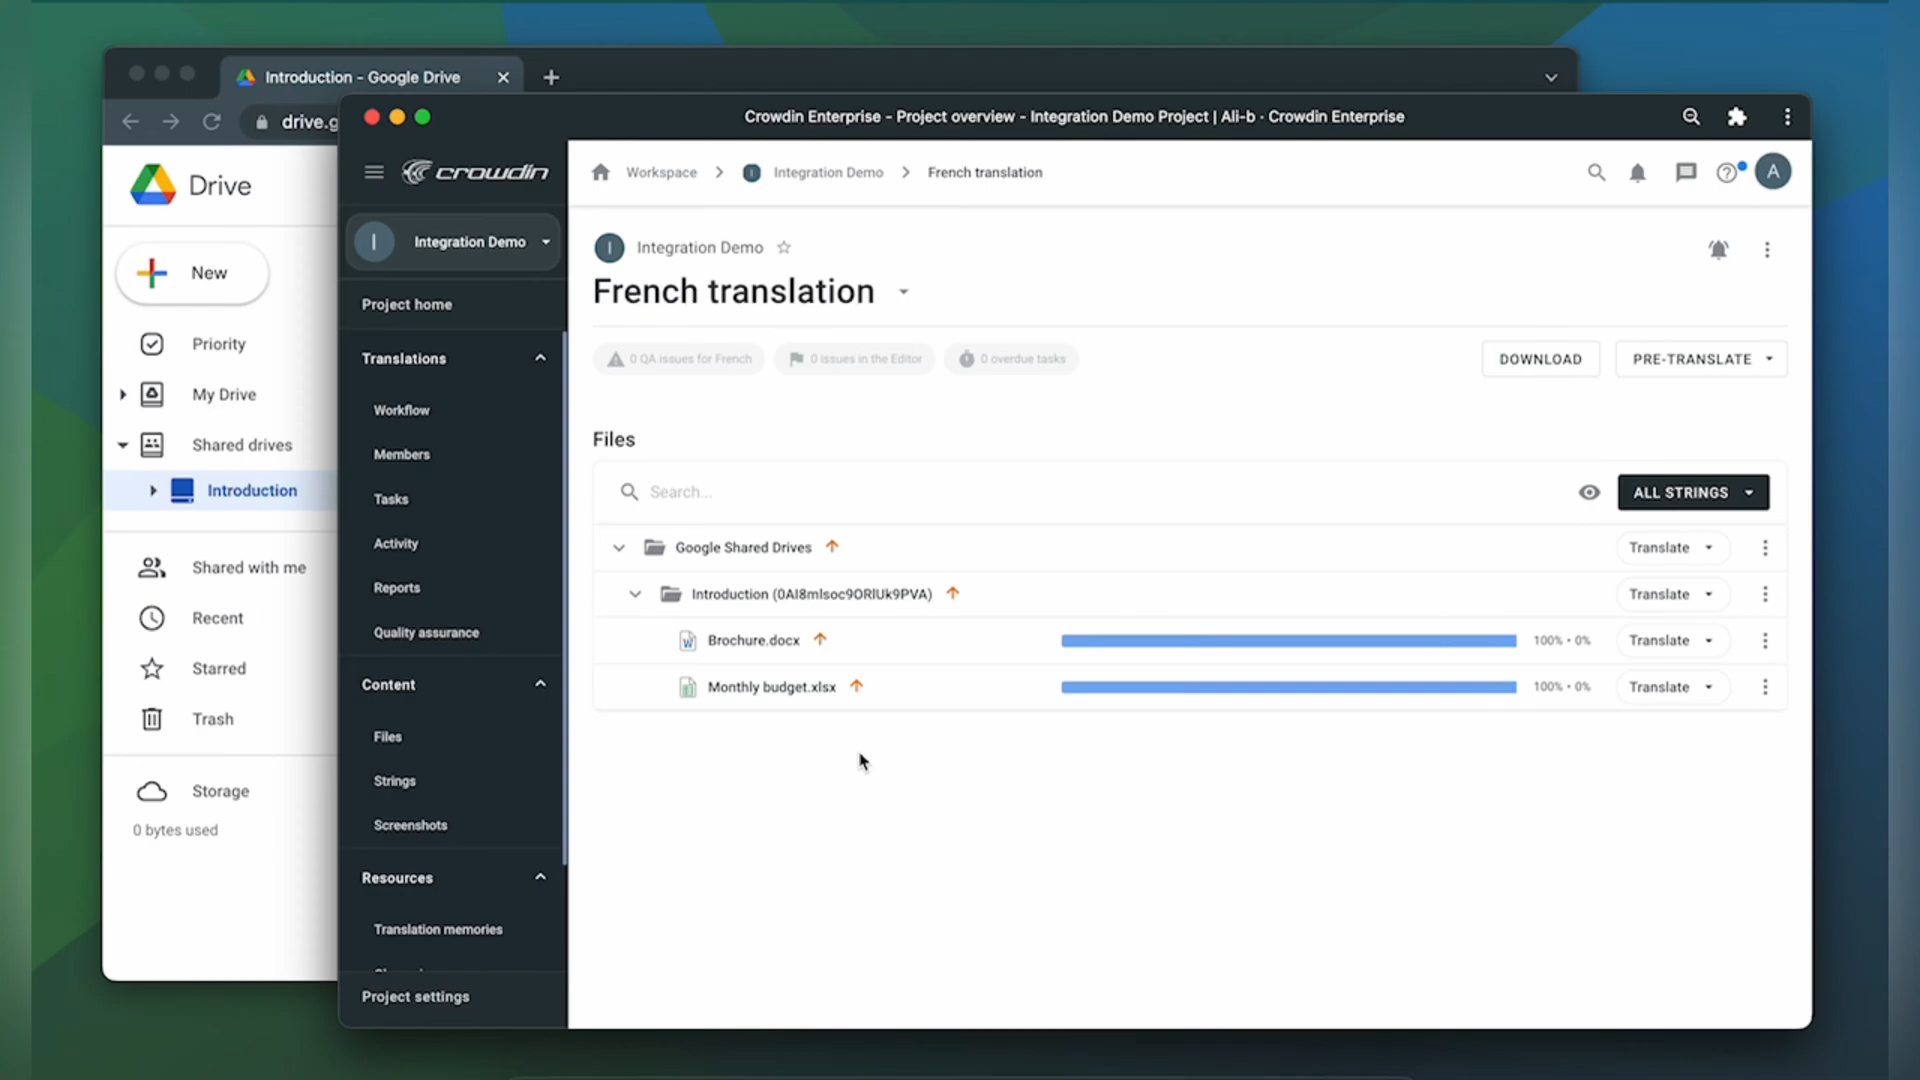 Introduction - Google Drive
drive.g
Drive
New
Priority
My Drive
Shared drives
Introduction
Shared with me
Recent
Starred
Trash
Storage
0 bytes used
Crowdin Enterprise - Project overview - Integration Demo Project | Ali-b · Crowdin Enterprise
crowdin
I Integration Demo
Project home
Translations
Workflow
Members
Tasks
Activity
Reports
Quality assurance
Content
Files
Strings
Screenshots
Resources
Translation memories
Project settings
Workspace > I Integration Demo > French translation
A
I Integration Demo
French translation
0 QA issues for French
0 issues in the Editor
0 overdue tasks
DOWNLOAD
PRE-TRANSLATE
Files
Search...
ALL STRINGS
Google Shared Drives
Translate
Introduction (0AI8mlsoc9ORlUk9PVA)
Translate
Brochure.docx
100% • 0%
Translate
Monthly budget.xlsx
100% • 0%
Translate